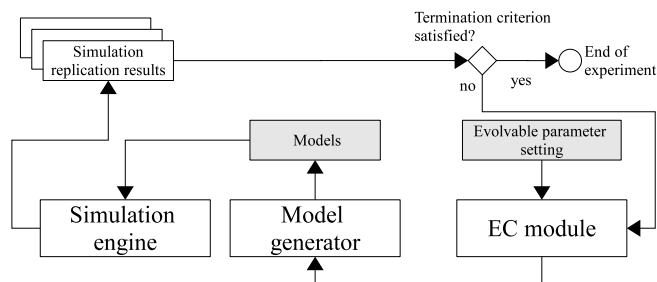 Termination criterion
satisfied?
Simulation
replication results
End of
experiment
no
yes
Models
Evolvable parameter
setting
Simulation
engine
Model
generator
EC module